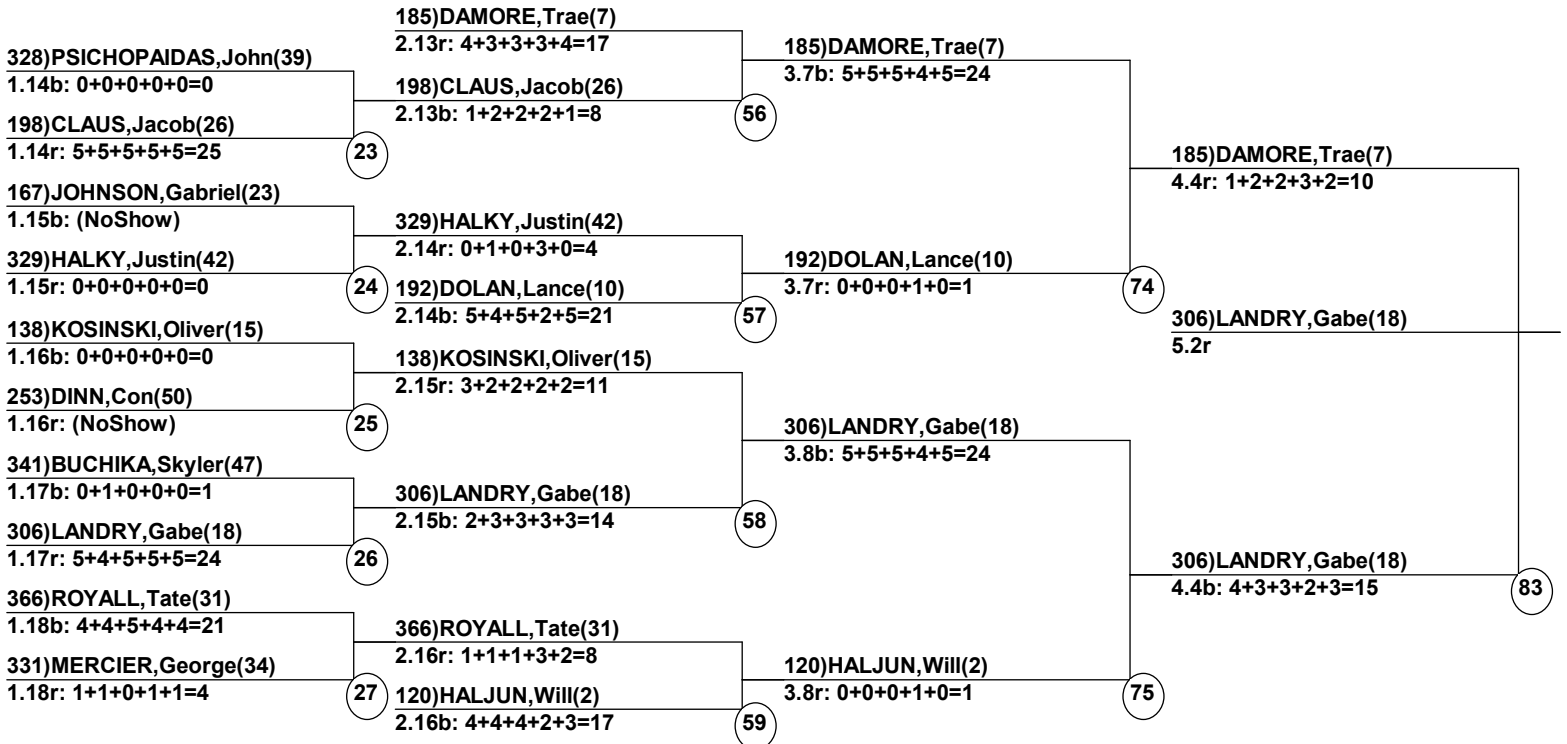 328)PSICHOPAIDAS,John(39)
1.14b: 0+0+0+0+0=0
198)CLAUS,Jacob(26)
1.14r: 5+5+5+5+5=25
23
167)JOHNSON,Gabriel(23)
1.15b: (NoShow)
329)HALKY,Justin(42)
1.15r: 0+0+0+0+0=0
24
138)KOSINSKI,Oliver(15)
1.16b: 0+0+0+0+0=0
253)DINN,Con(50)
1.16r: (NoShow)
25
341)BUCHIKA,Skyler(47)
1.17b: 0+1+0+0+0=1
306)LANDRY,Gabe(18)
1.17r: 5+4+5+5+5=24
26
366)ROYALL,Tate(31)
1.18b: 4+4+5+4+4=21
331)MERCIER,George(34)
1.18r: 1+1+0+1+1=4
27
185)DAMORE,Trae(7)
2.13r: 4+3+3+3+4=17
198)CLAUS,Jacob(26)
2.13b: 1+2+2+2+1=8
56
329)HALKY,Justin(42)
2.14r: 0+1+0+3+0=4
192)DOLAN,Lance(10)
2.14b: 5+4+5+2+5=21
57
138)KOSINSKI,Oliver(15)
2.15r: 3+2+2+2+2=11
306)LANDRY,Gabe(18)
2.15b: 2+3+3+3+3=14
58
366)ROYALL,Tate(31)
2.16r: 1+1+1+3+2=8
120)HALJUN,Will(2)
2.16b: 4+4+4+2+3=17
59
185)DAMORE,Trae(7)
3.7b: 5+5+5+4+5=24
192)DOLAN,Lance(10)
3.7r: 0+0+0+1+0=1
74
306)LANDRY,Gabe(18)
3.8b: 5+5+5+4+5=24
120)HALJUN,Will(2)
3.8r: 0+0+0+1+0=1
75
185)DAMORE,Trae(7)
4.4r: 1+2+2+3+2=10
306)LANDRY,Gabe(18)
5.2r
306)LANDRY,Gabe(18)
4.4b: 4+3+3+2+3=15
83